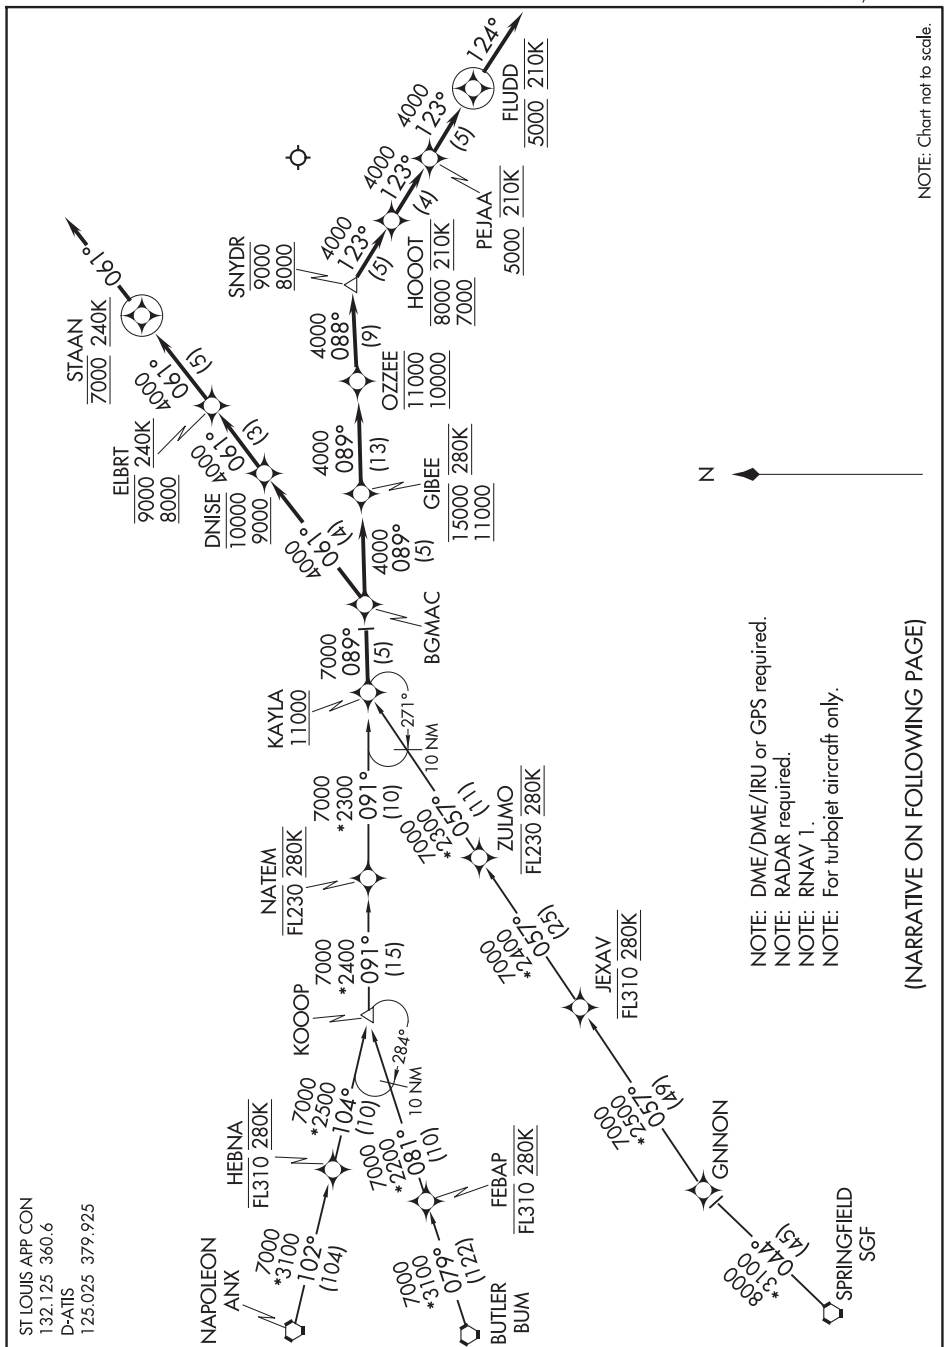 ST LOUIS APP CON
132.125 360.6
D-ATIS
125.025 379.925
NAPOLEON
ANX
7000
*3100
102°
(104)
HEBNA
FL310 280K
7000
*2500
104°
(10)
BUTLER
BUM
7000
*3100
079°
(122)
FEBAP
FL310 280K
7000
*2200
081°
(10)
284°
10 NM
KOOOP
7000
*2400
091°
(15)
NATEM
FL230 280K
7000
*2300
091°
(10)
KAYLA
11000
SPRINGFIELD
SGF
8000
*3100
044°
(45)
GNNON
7000
*2500
057°
(49)
JEXAV
FL310 280K
7000
*2400
057°
(25)
ZULMO
FL230 280K
7000
*2300
057°
(11)
271°
10 NM
7000
089°
(5)
BGMAC
4000
061°
(4)
DNISE
10000
9000
4000
061°
(3)
ELBRT
9000 240K
8000
4000
061°
(5)
STAAN
7000 240K
061°
4000
089°
(5)
GIBEE
15000 280K
11000
4000
089°
(13)
OZZEE
11000
10000
4000
088°
(9)
SNYDR
9000
8000
4000
123°
(5)
HOOOT
8000 210K
7000
4000
123°
(4)
PEJAA
5000 210K
4000
123°
(5)
FLUDD
5000 210K
124°
N
NOTE: DME/DME/IRU or GPS required.
NOTE: RADAR required.
NOTE: RNAV 1.
NOTE: For turbojet aircraft only.
(NARRATIVE ON FOLLOWING PAGE)
NOTE: Chart not to scale.